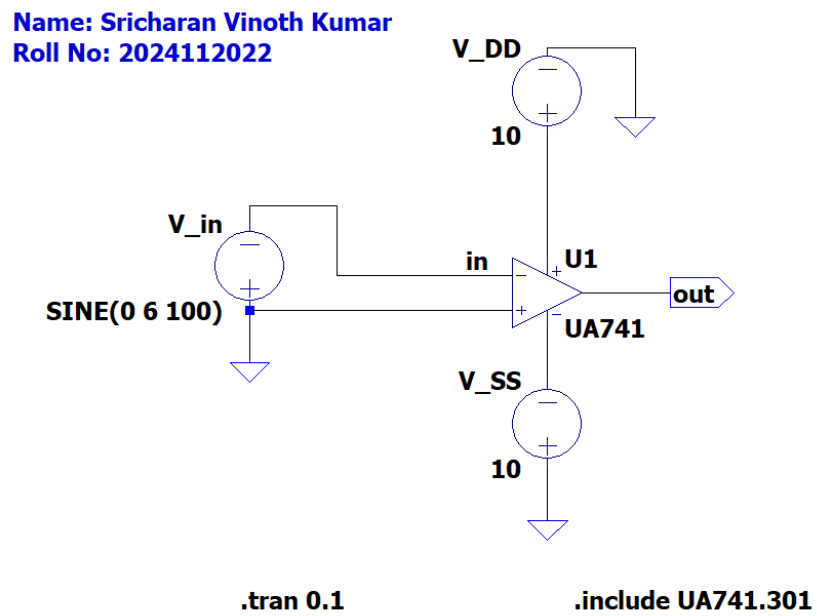 Name: Sricharan Vinoth Kumar
Roll No: 2024112022
V_DD
10
V_in
SINE(0 6 100)
in
U1
UA741
out
V_SS
10
.tran 0.1
.include UA741.301